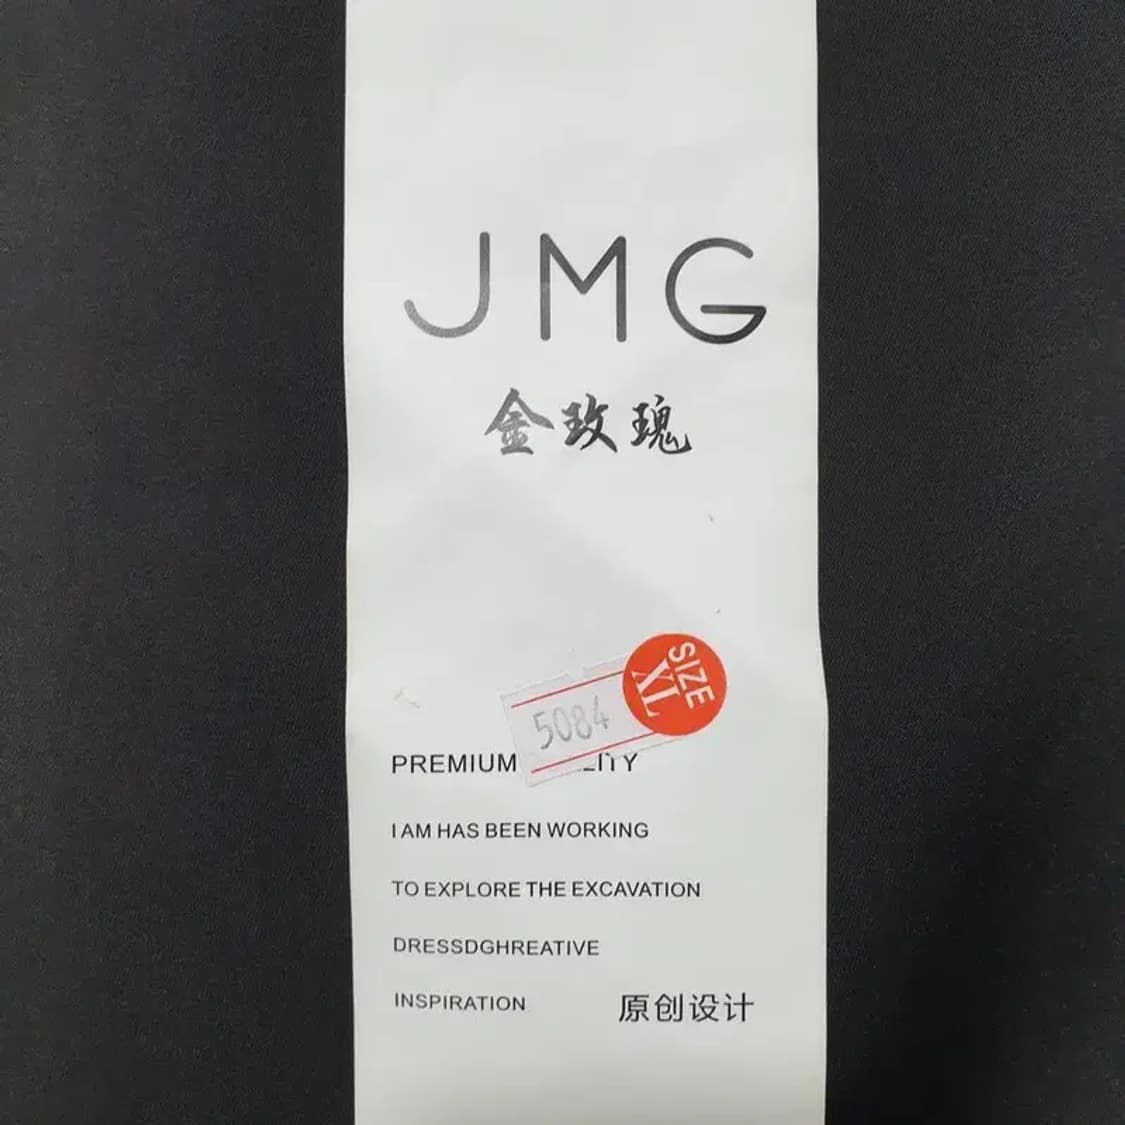 JMG
金玫瑰
SIZE
XL
5084
PREMIUM
I AM HAS BEEN WORKING
TO EXPLORE THE EXCAVATION
DRESSDGHREATIVE
INSPIRATION 原创设计